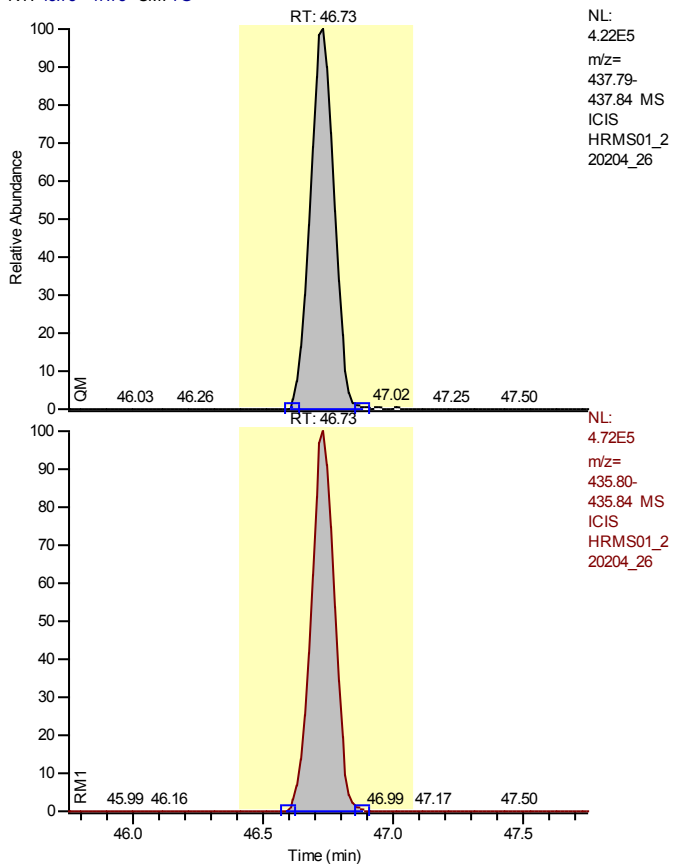 RT: 46.73
NL:
4.22E5
m/z=
437.79-
437.84 MS
ICIS
HRMS01_2
20204_26
100
90
80
70
60
50
40
30
20
10
0
Relative Abundance
QM
46.03 46.26 47.02 47.25 47.50
RT: 46.73
NL:
4.72E5
m/z=
435.80-
435.84 MS
ICIS
HRMS01_2
20204_26
100
90
80
70
60
50
40
30
20
10
0
RM1
45.99 46.16 46.99 47.17 47.50
46.0 46.5 47.0 47.5
Time (min)